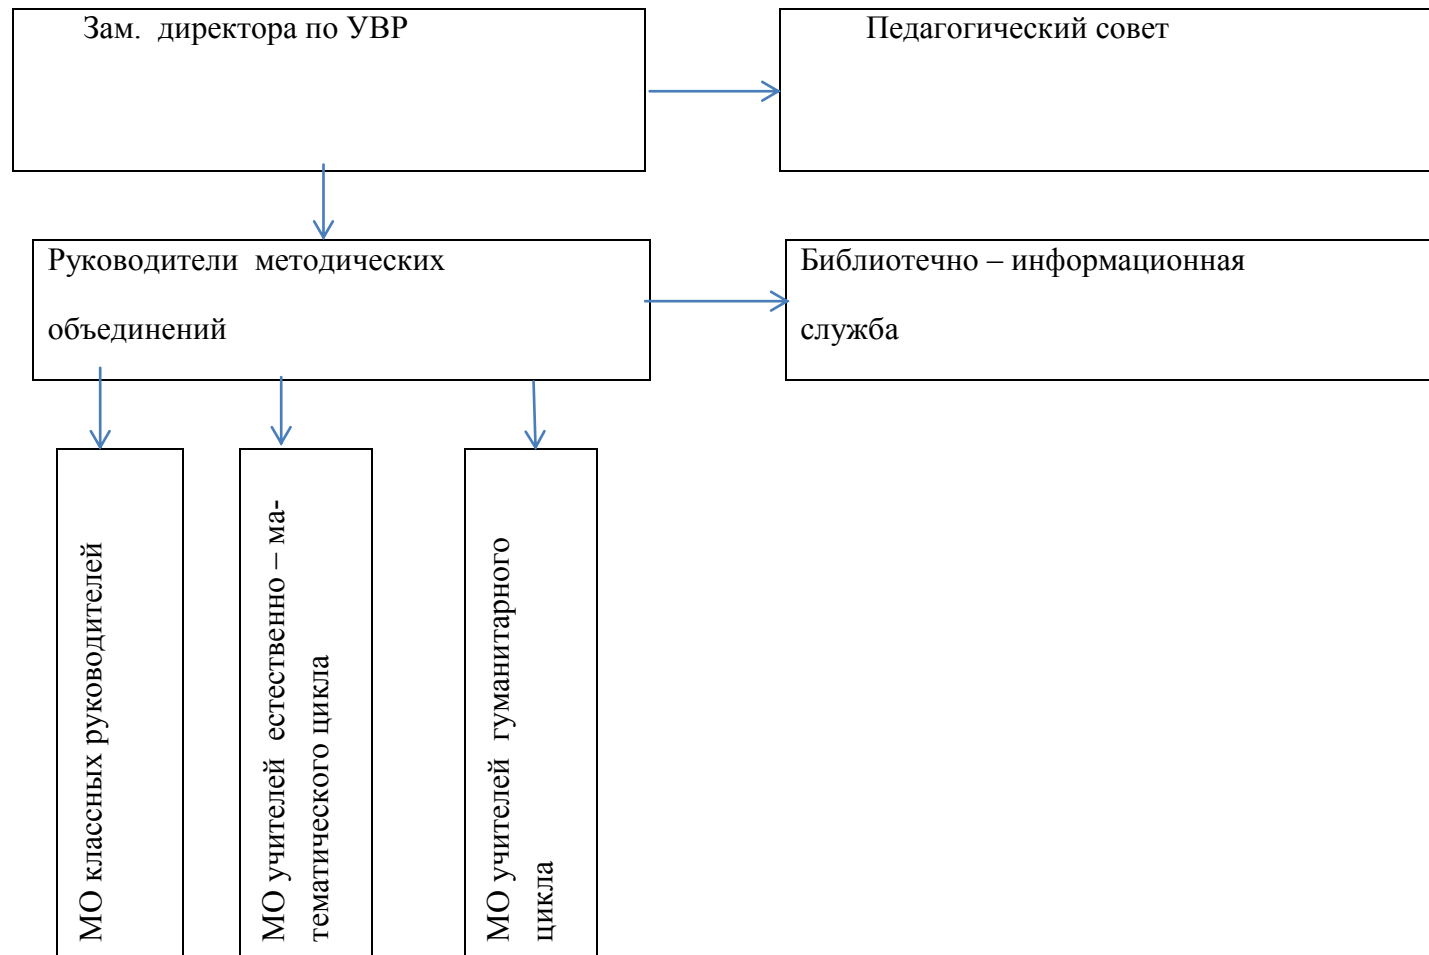 Зам. директора по УВР
Педагогический совет
Руководители методических
объединений
Библиотечно – информационная
служба
МО классных руководителей
МО учителей естественно – ма-
тематического цикла
МО учителей гуманитарного
цикла